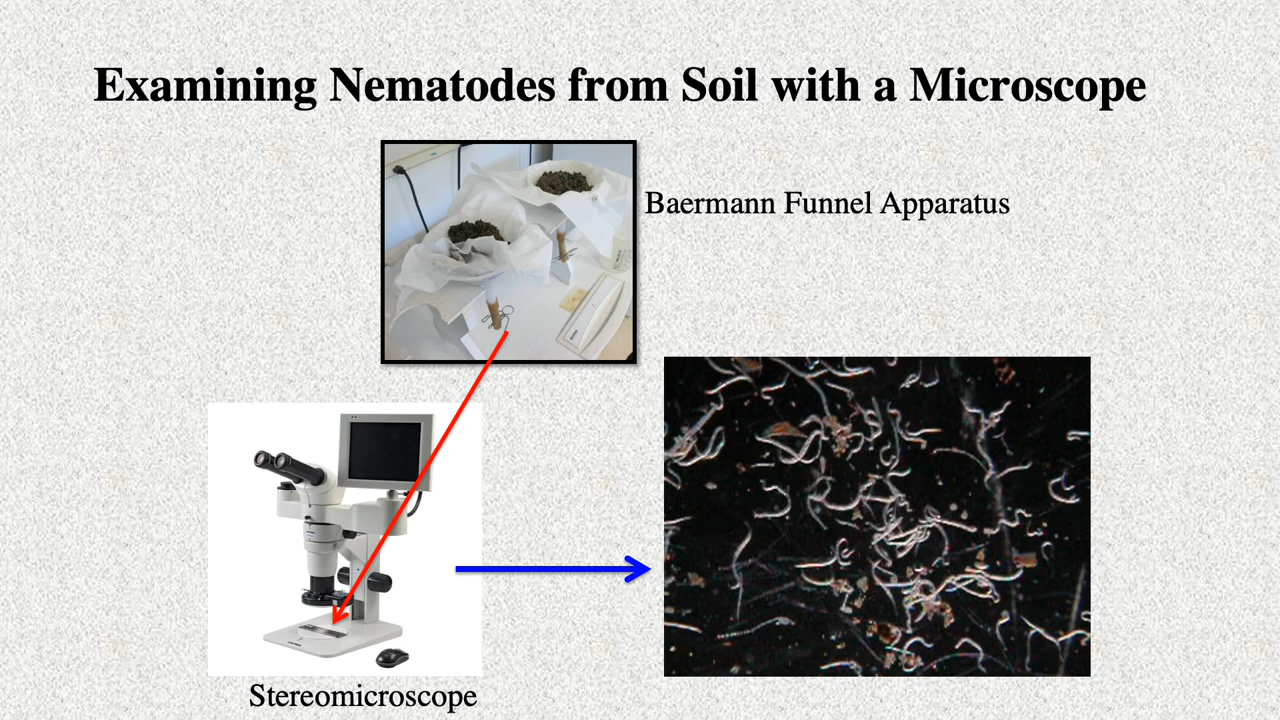 Examining Nematodes from Soil with a Microscope
Baermann Funnel Apparatus
Stereomicroscope